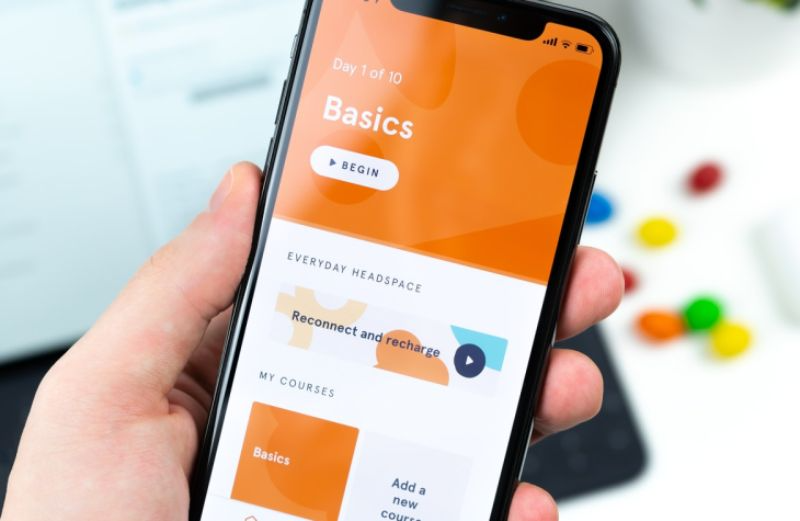 Day 1 of 10
Basics
BEGIN
EVERYDAY HEADSPACE
Reconnect and recharge
MY COURSES
Basics
Add a
new
course